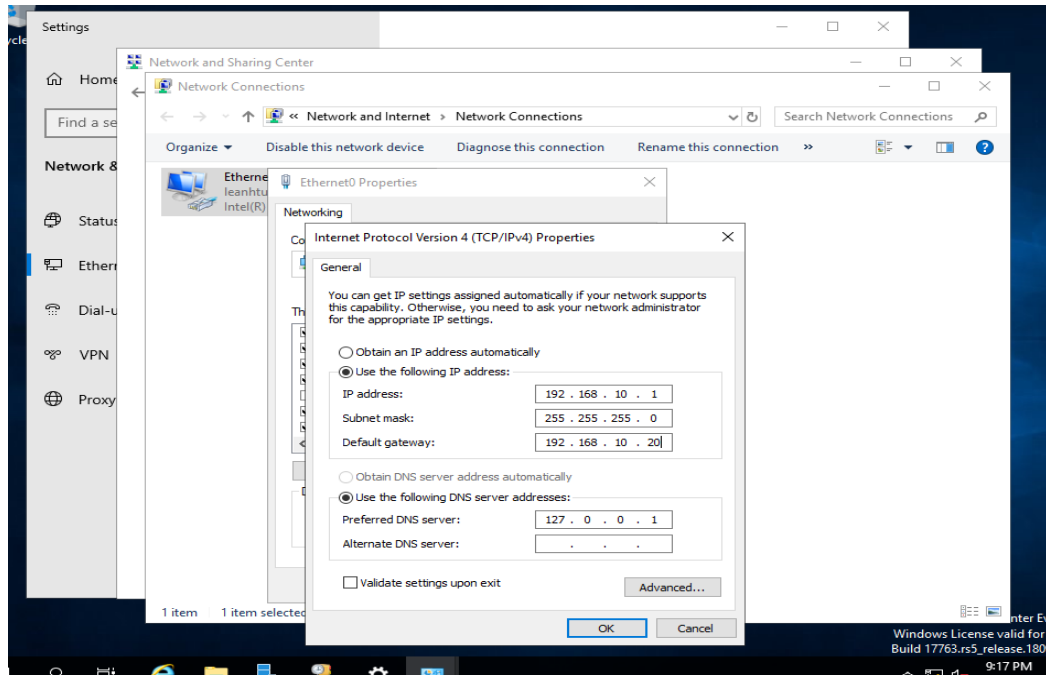 Settings
Network and Sharing Center
Home
Network Connections
Network and Internet › Network Connections
Search Network Connections
Find a se
Organize
Disable this network device
Diagnose this connection
Rename this connection
»
Network &
Etherne
leanhtu
Intel(R)
Ethernet0 Properties
Networking
Status
Co
Internet Protocol Version 4 (TCP/IPv4) Properties
General
Ethern
You can get IP settings assigned automatically if your network supports
this capability. Otherwise, you need to ask your network administrator
for the appropriate IP settings.
Dial-u
Th
Obtain an IP address automatically
VPN
Use the following IP address:
IP address: 192 . 168 . 10 . 1
Proxy
Subnet mask: 255 . 255 . 255 . 0
Default gateway: 192 . 168 . 10 . 20
Obtain DNS server address automatically
Use the following DNS server addresses:
Preferred DNS server: 127 . 0 . 0 . 1
Alternate DNS server: . . .
Validate settings upon exit
Advanced...
1 item 1 item selected
OK Cancel
Windows License valid for
Build 17763.rs5_release.180
9:17 PM